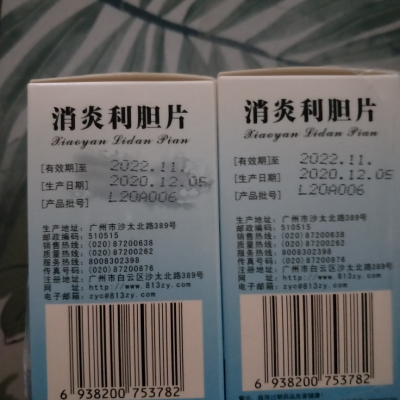 消炎利胆片
Xiaoyan Lidan Pian
[有效期]至 2022.11.
[生产日期] 2020.12.05
[产品批号] L20A006
生产地址: 广州市沙太北路389号
邮政编码: 510515
销售热线: (020)87200638
质量热线: (020)87200262
服务热线: 8008302398
传真号码: (020)87200676
注册地址: 广州市白云区沙太北路389号
网    址: http://www.813zy.com
电子邮箱: zyc@813zy.com
6 938200 753782
消炎利胆片
Xiaoyan Lidan Pian
[有效期]至 2022.11.
[生产日期] 2020.12.05
[产品批号] L20A006
生产地址: 广州市沙太北路389号
邮政编码: 510515
销售热线: (020)87200638
质量热线: (020)87200262
服务热线: 8008302398
传真号码: (020)87200676
注册地址: 广州市白云区沙太北路389号
网    址: http://www.813zy.com
电子邮箱: zyc@813zy.com
6 938200 753782